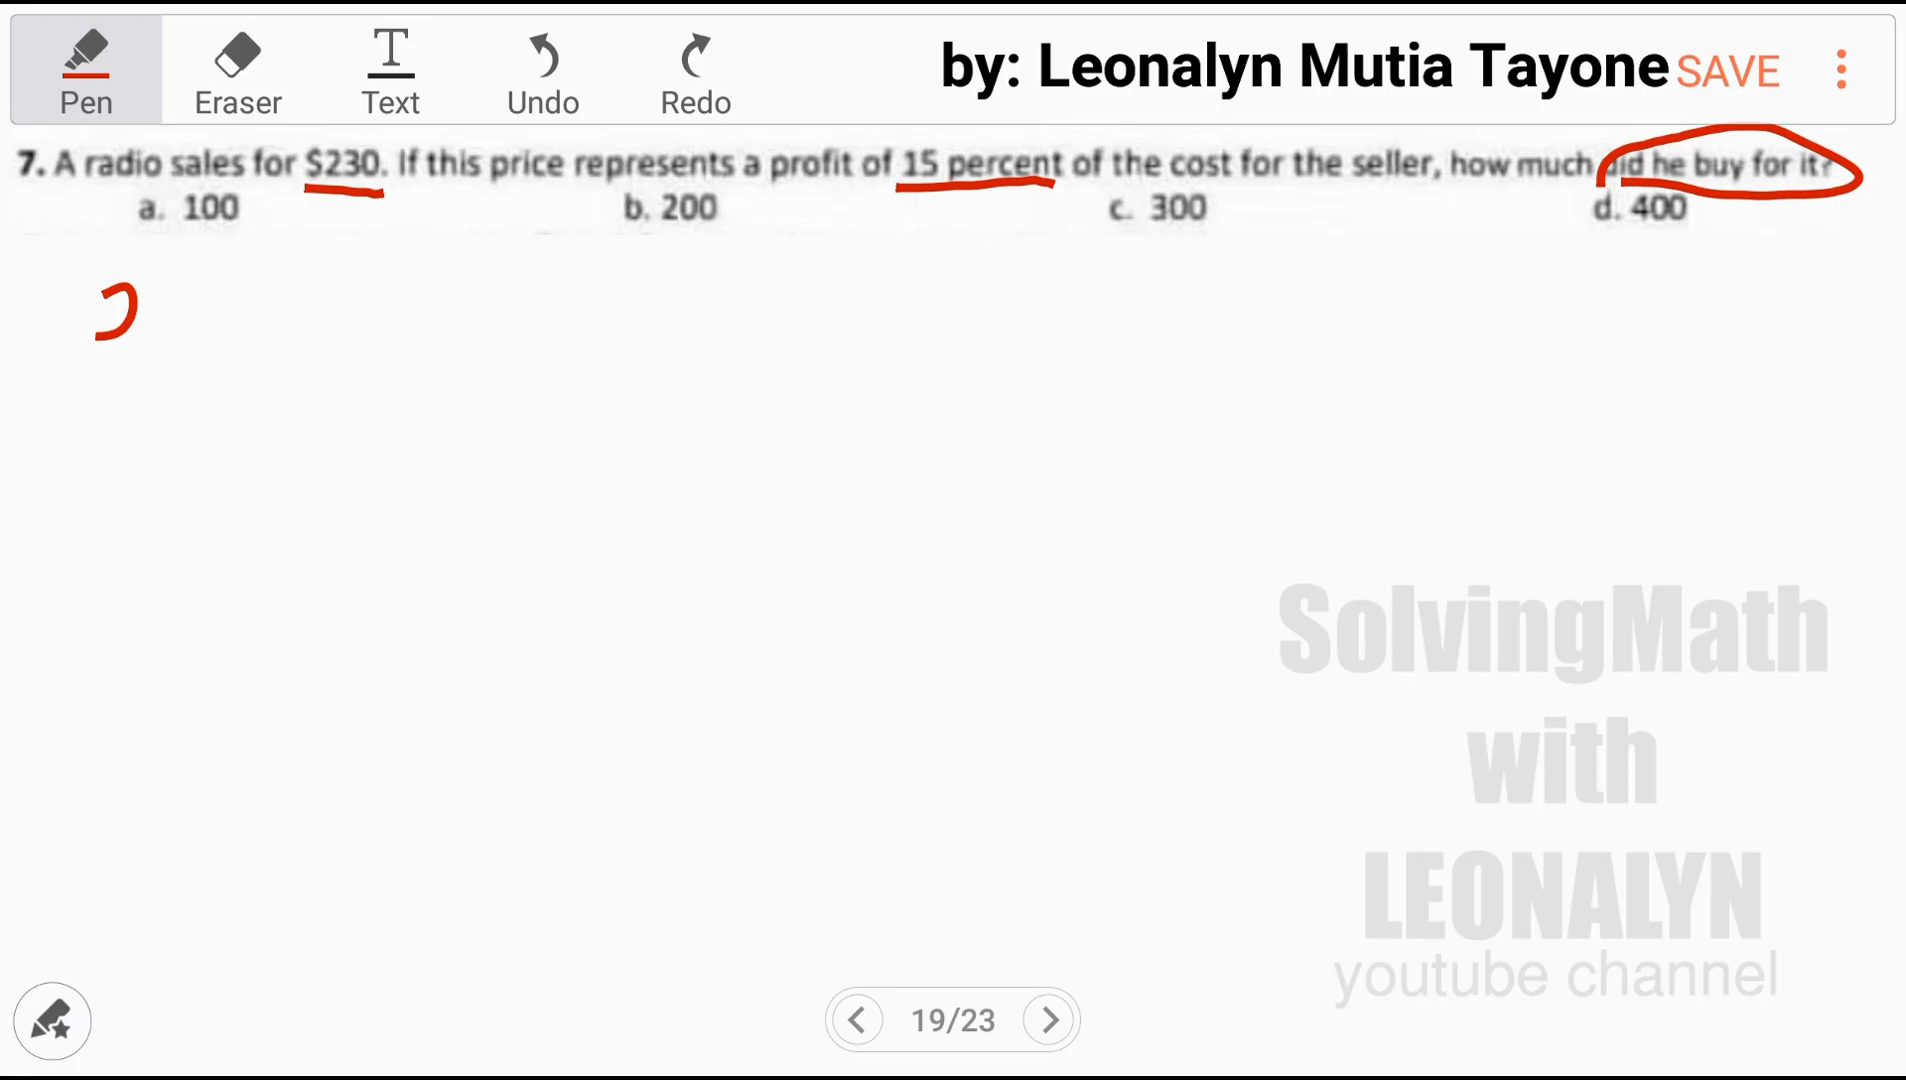 by: Leonalyn Mutia Tayone
SAVE
Pen
Eraser
Text
Undo
Redo
7. A radio sales for $230. If this price represents a profit of 15 percent of the cost for the seller, how much did he buy for it?
a. 100
b. 200
c. 300
d. 400
SolvingMath
with
LEONALYN
youtube channel
19/23